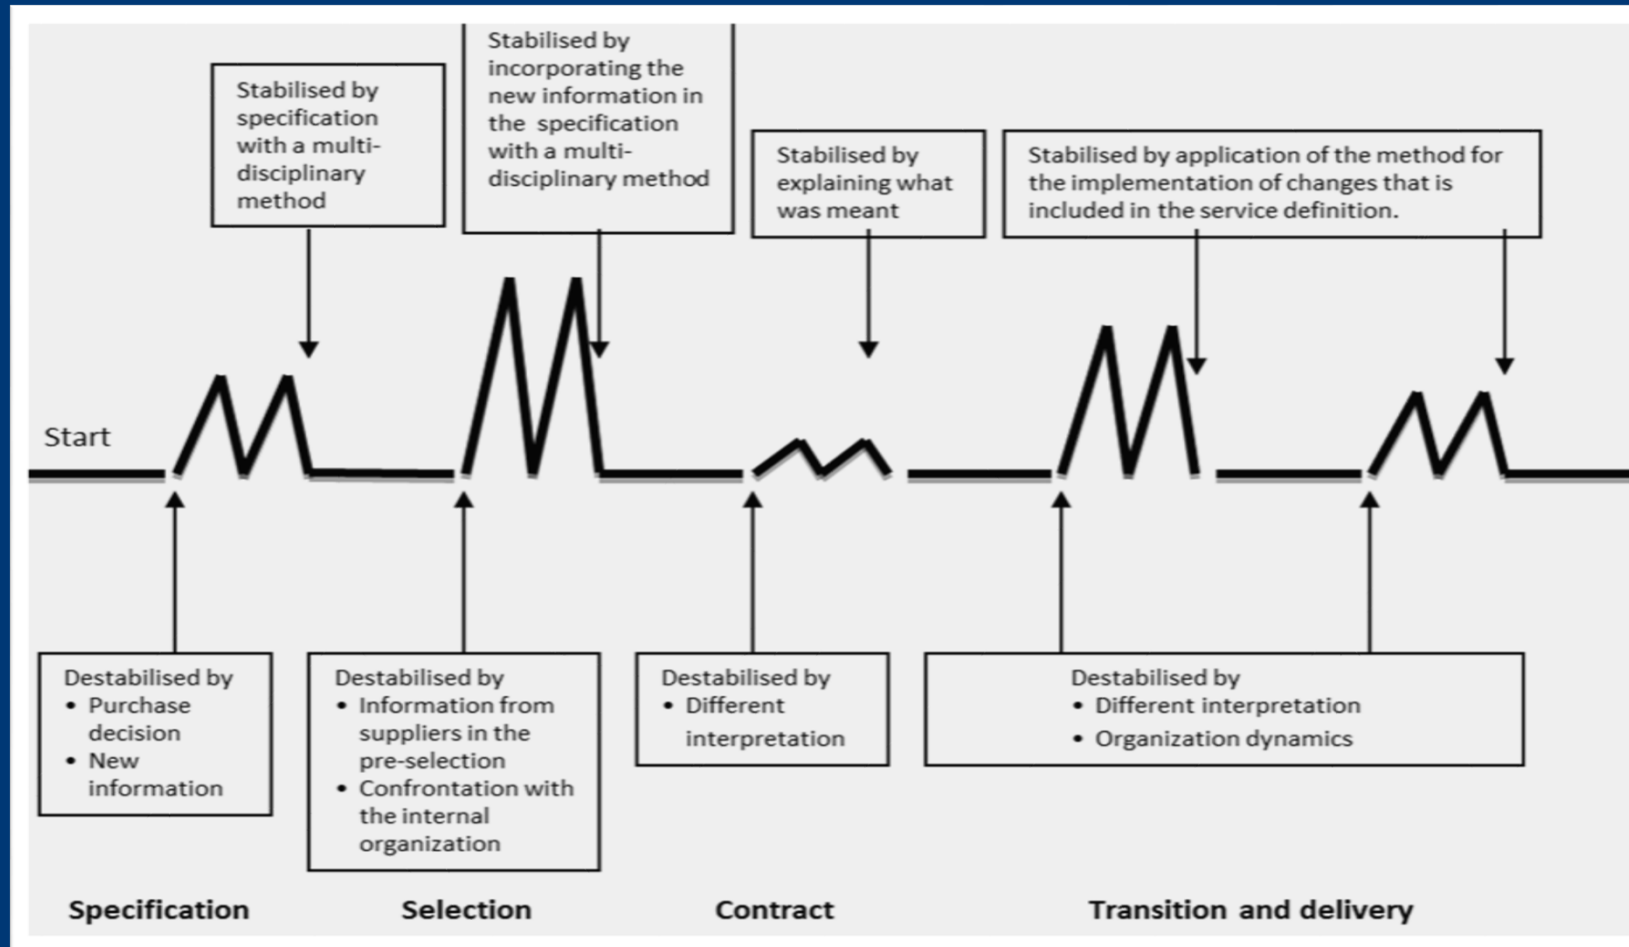 Stabilised by
specification
with a multi-
disciplinary
method
Stabilised by
incorporating the
new information in
the specification
with a multi-
disciplinary method
Stabilised by
explaining what
was meant
Stabilised by application of the method for
the implementation of changes that is
included in the service definition.
Start
Destabilised by
• Purchase
decision
• New
information
Destabilised by
• Information from
suppliers in the
pre-selection
• Confrontation with
the internal
organization
Destabilised by
• Different
interpretation
Destabilised by
• Different interpretation
• Organization dynamics
Specification
Selection
Contract
Transition and delivery